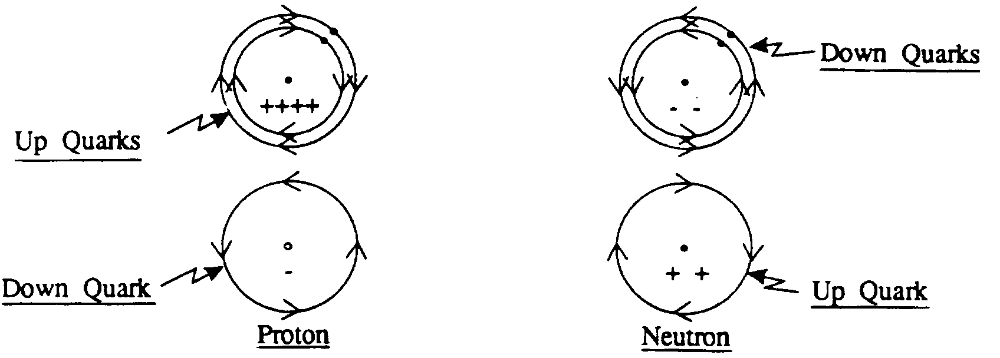 Down Quarks
++++
- -
Up Quarks
Down Quark
-
+ +
Up Quark
Proton
Neutron